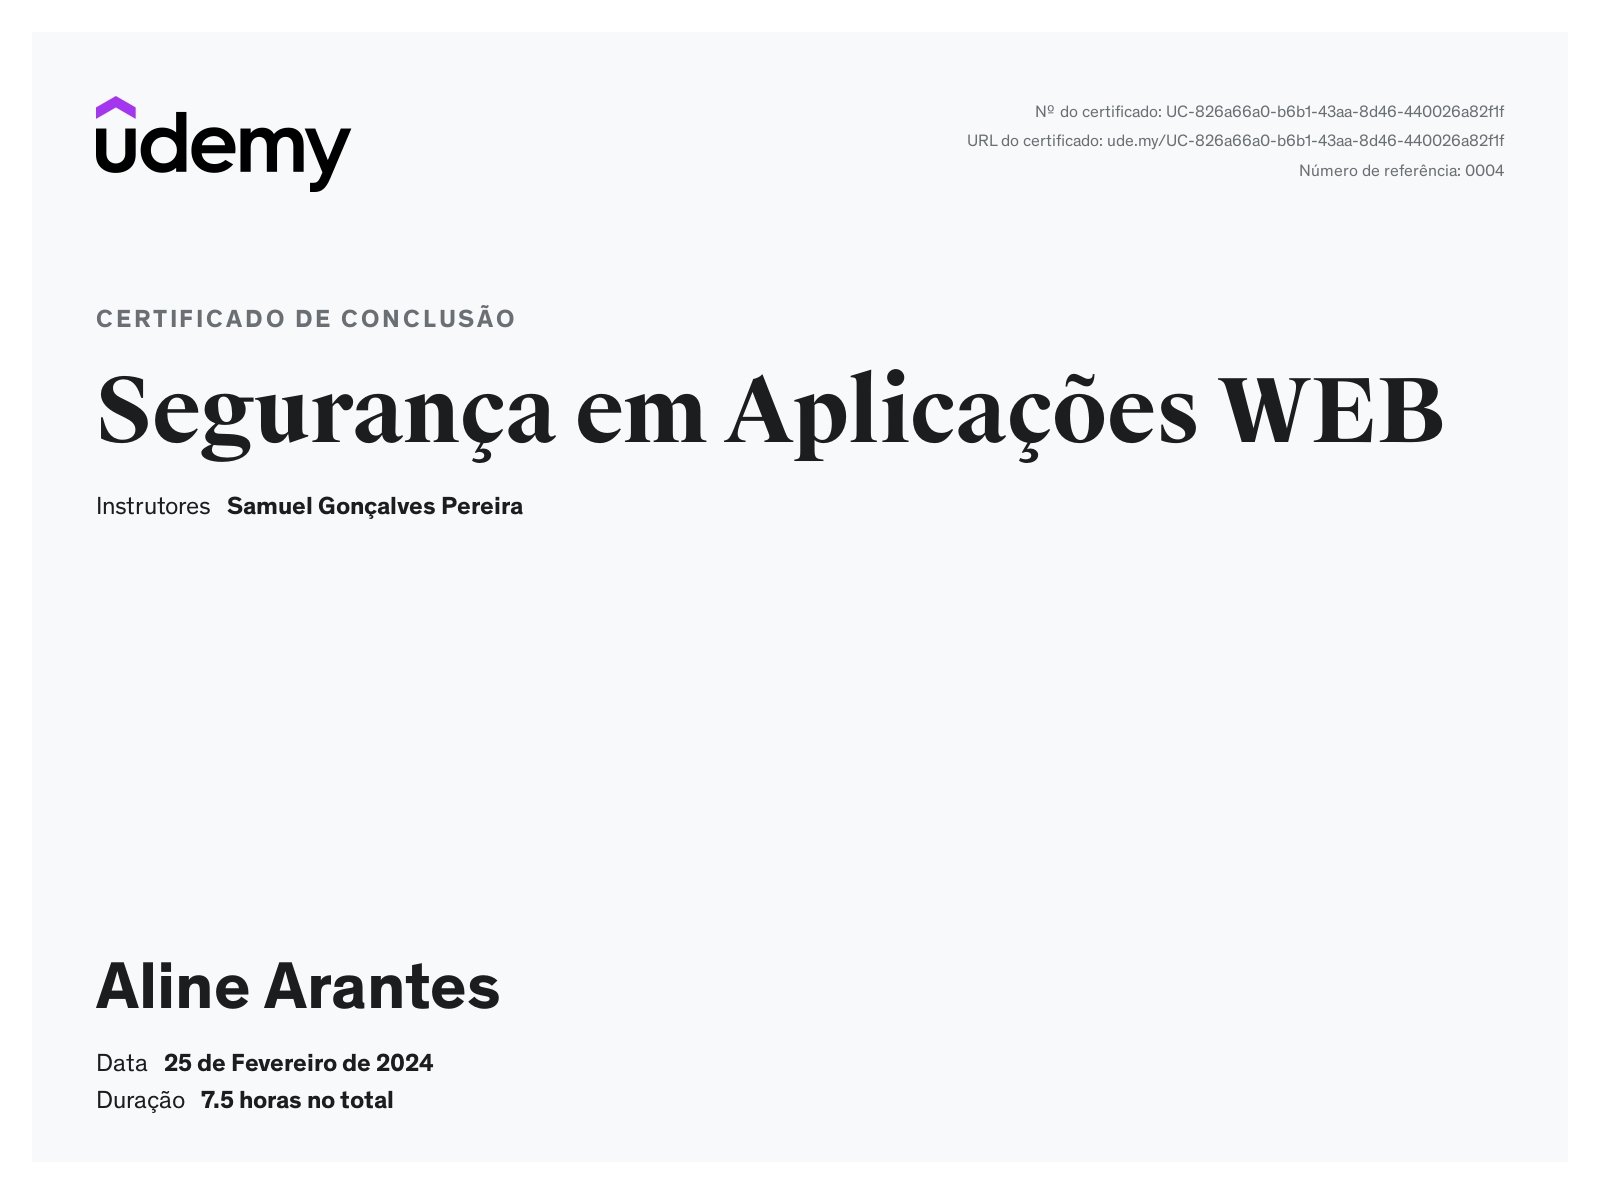 udemy
Nº do certificado: UC-826a66a0-b6b1-43aa-8d46-440026a82f1f
URL do certificado: ude.my/UC-826a66a0-b6b1-43aa-8d46-440026a82f1f
Número de referência: 0004
CERTIFICADO DE CONCLUSÃO
Segurança em Aplicações WEB
Instrutores Samuel Gonçalves Pereira
Aline Arantes
Data 25 de Fevereiro de 2024
Duração 7.5 horas no total